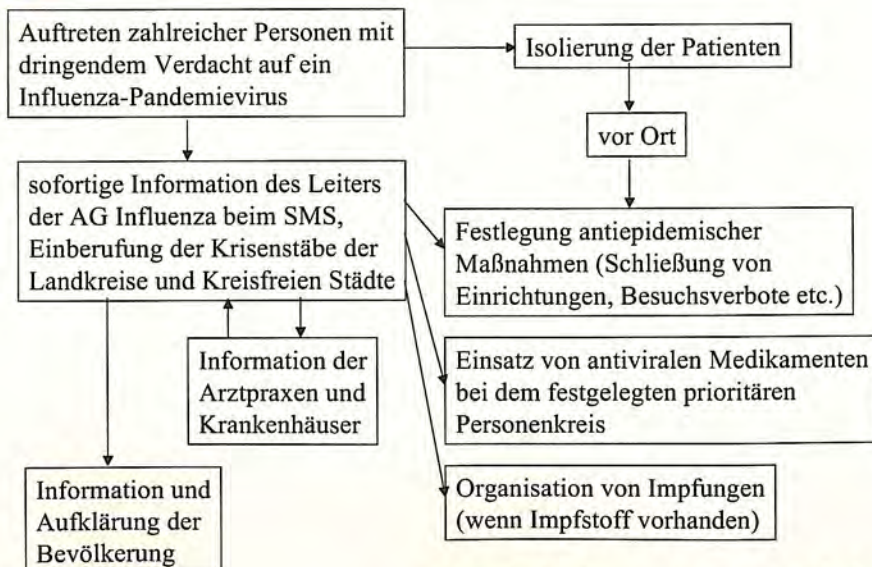 Auftreten zahlreicher Personen mit
dringendem Verdacht auf ein
Influenza-Pandemievirus
Isolierung der Patienten
vor Ort
sofortige Information des Leiters
der AG Influenza beim SMS,
Einberufung der Krisenstäbe der
Landkreise und Kreisfreien Städte
Festlegung antiepidemischer
Maßnahmen (Schließung von
Einrichtungen, Besuchsverbote etc.)
Information der
Arztpraxen und
Krankenhäuser
Einsatz von antiviralen Medikamenten
bei dem festgelegten prioritären
Personenkreis
Information und
Aufklärung der
Bevölkerung
Organisation von Impfungen
(wenn Impfstoff vorhanden)